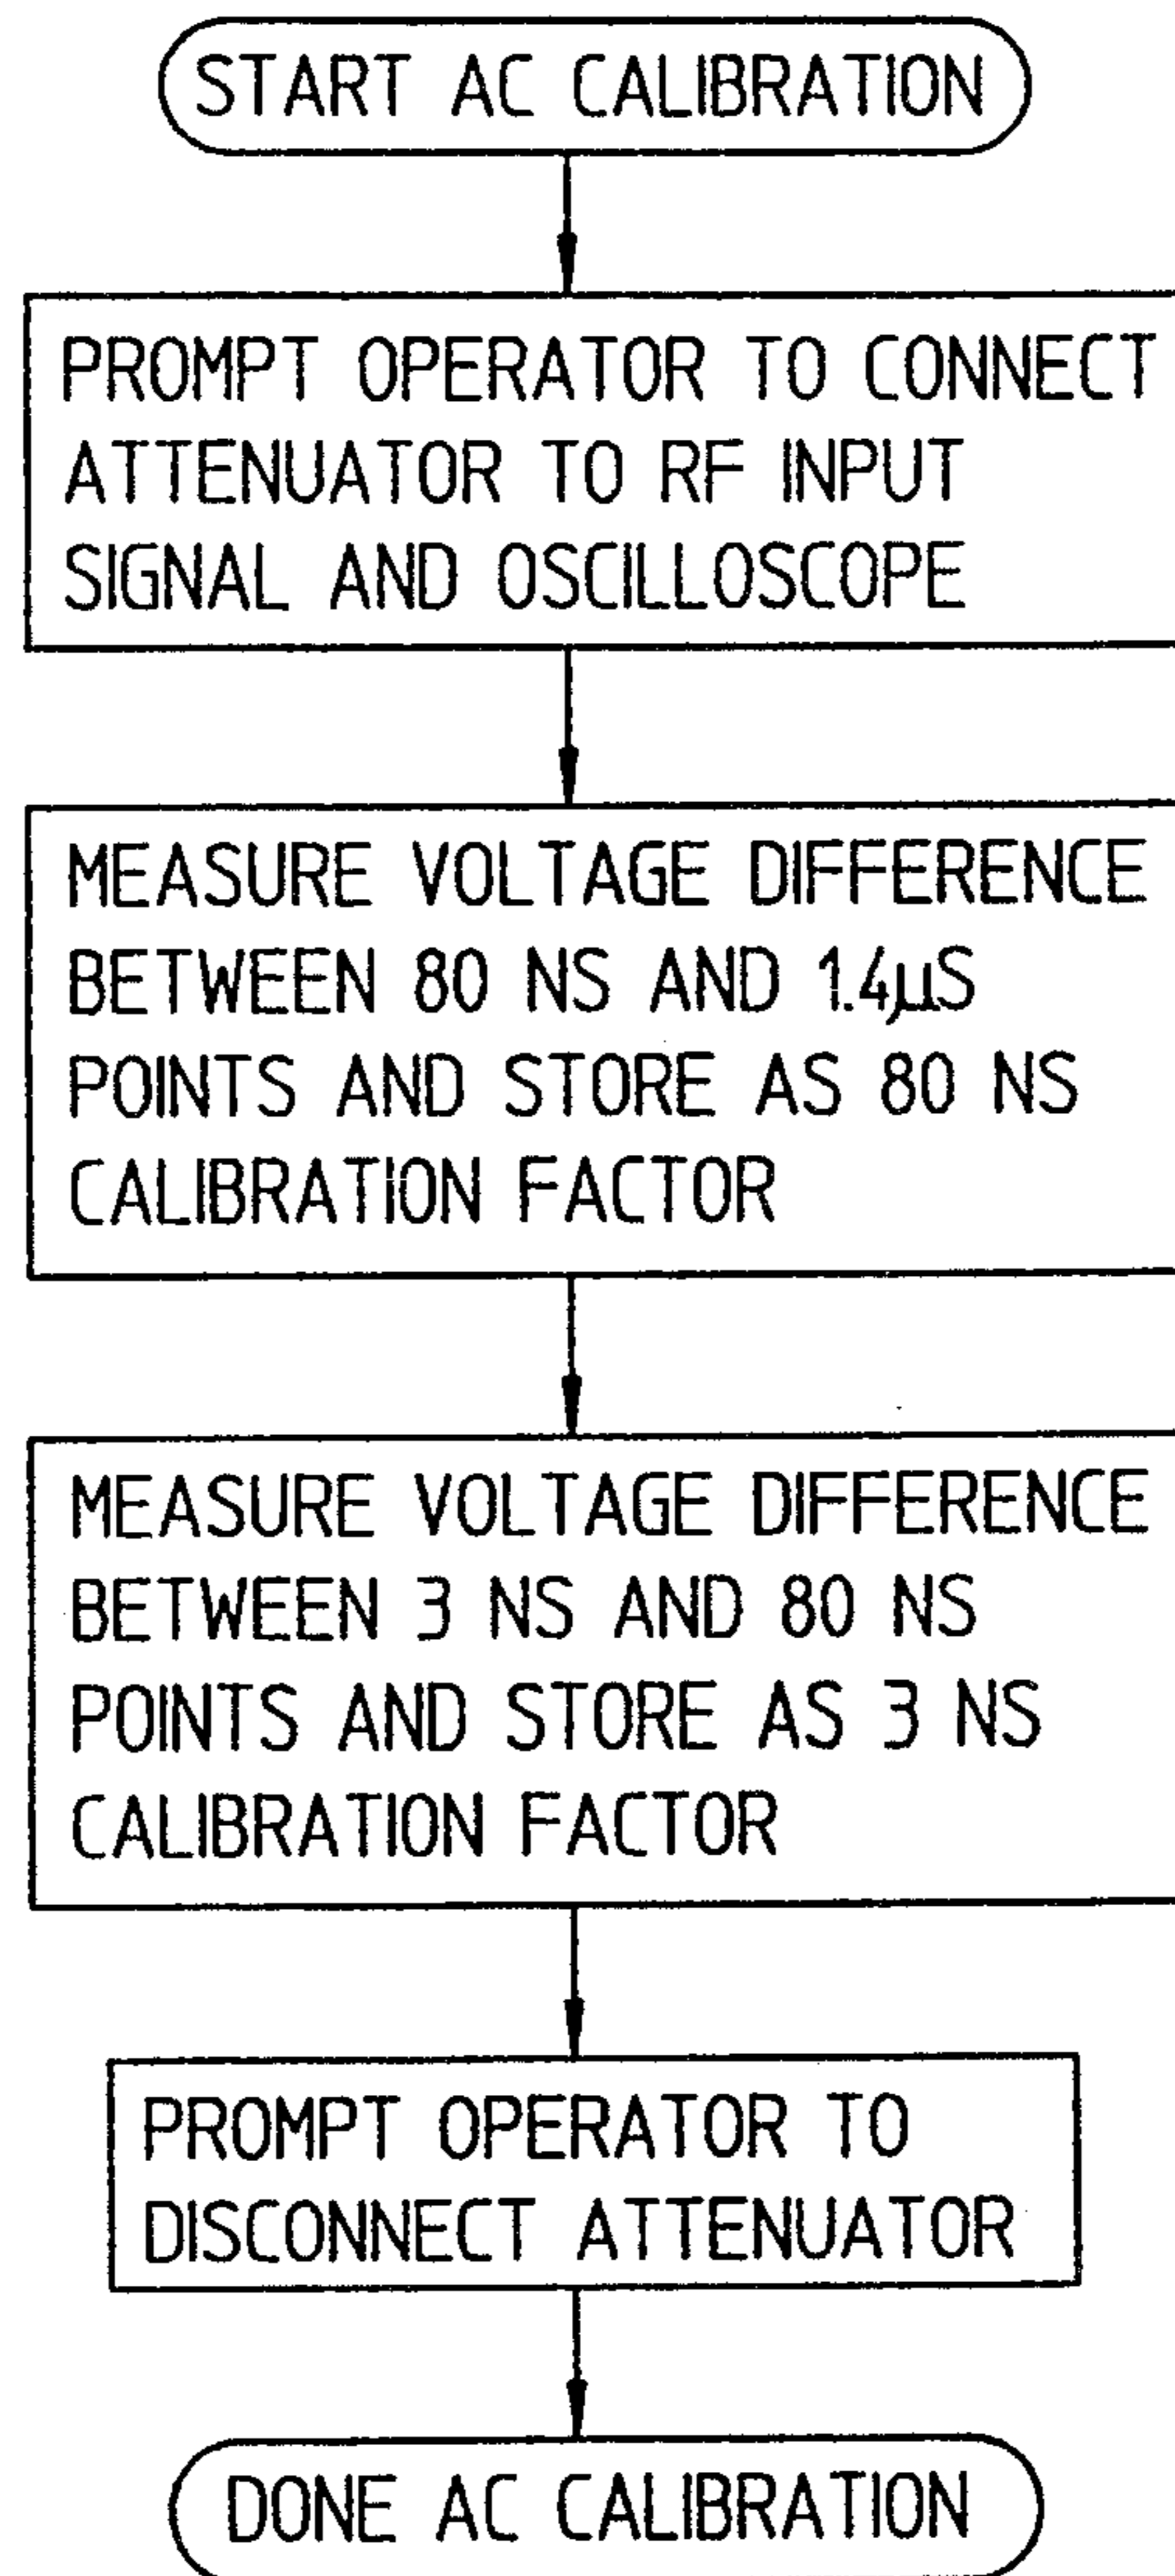 START AC CALIBRATION
PROMPT OPERATOR TO CONNECT
ATTENUATOR TO RF INPUT
SIGNAL AND OSCILLOSCOPE
MEASURE VOLTAGE DIFFERENCE
BETWEEN 80 NS AND 1.4µS
POINTS AND STORE AS 80 NS
CALIBRATION FACTOR
MEASURE VOLTAGE DIFFERENCE
BETWEEN 3 NS AND 80 NS
POINTS AND STORE AS 3 NS
CALIBRATION FACTOR
PROMPT OPERATOR TO
DISCONNECT ATTENUATOR
DONE AC CALIBRATION